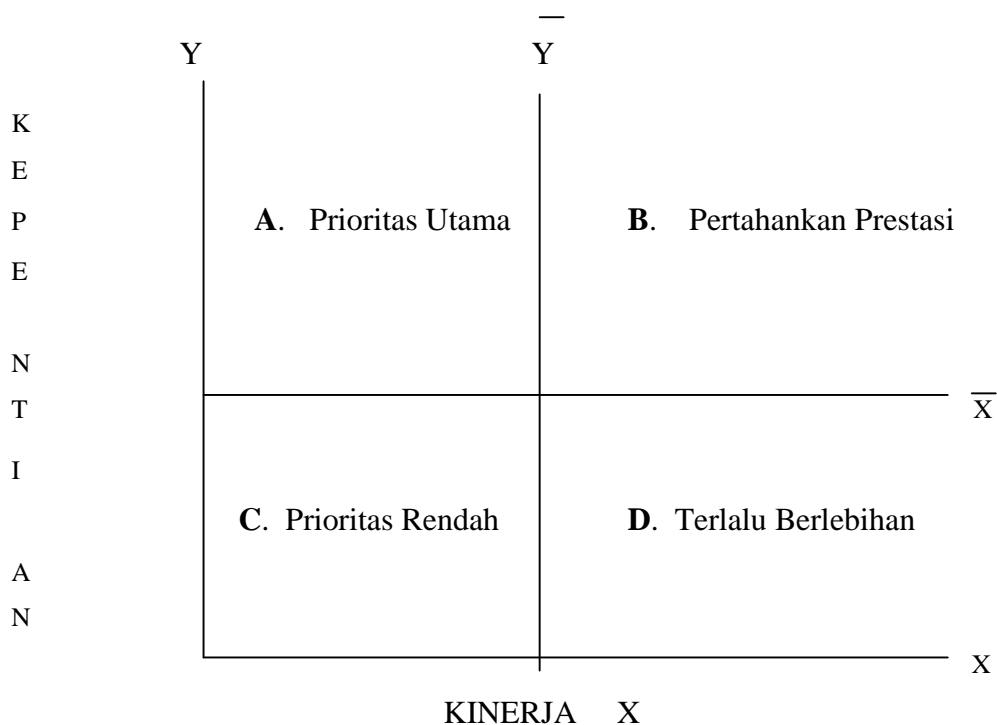 Y Y̅
K
E
P
E
N
T
I
A
N
A. Prioritas Utama
B. Pertahankan Prestasi
X̅
C. Prioritas Rendah
D. Terlalu Berlebihan
X
KINERJA X